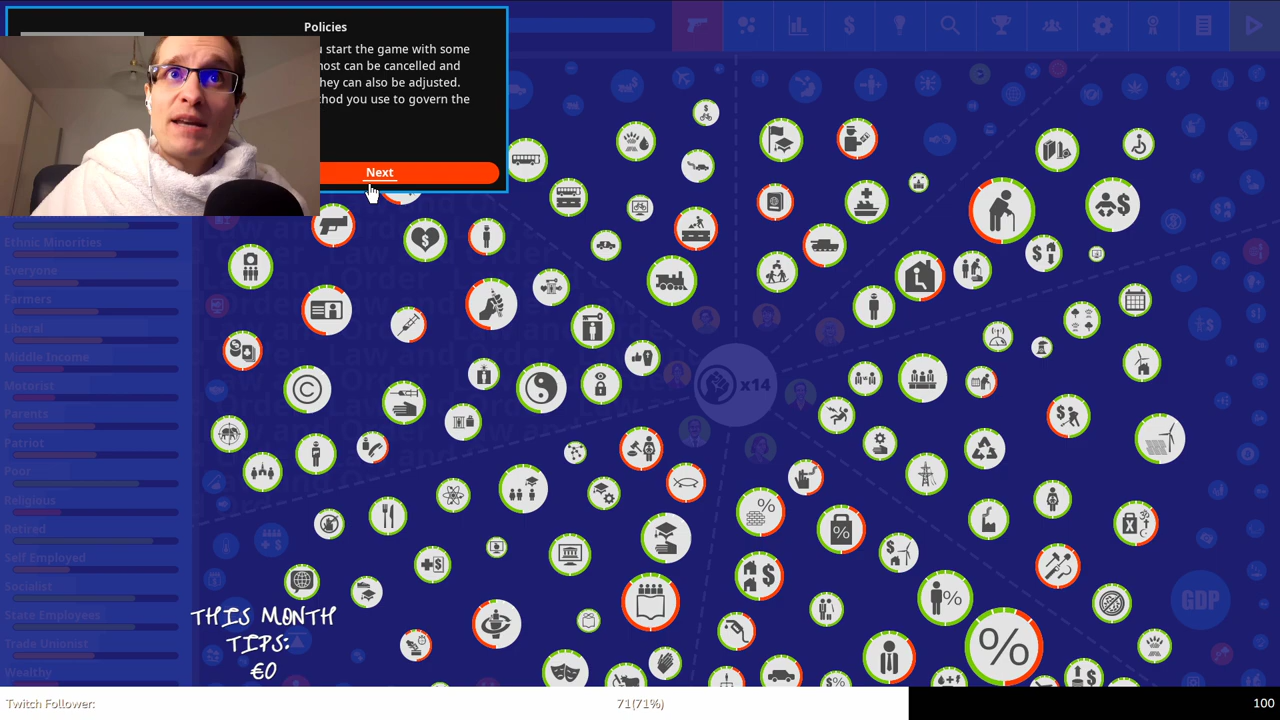 Policies
u start the game with some
most can be cancelled and
hey can also be adjusted.
thod you use to govern the
Next
Ethnic Minorities
Everyone
Farmers
Liberal
Middle Income
Motorist
Parents
Patriot
Poor
Religious
Retired
Self Employed
Socialist
State Employees
Trade Unionist
Wealthy
x14
GDP
THIS MONTH
TIPS:
€0
Twitch Follower:
71(71%)
100